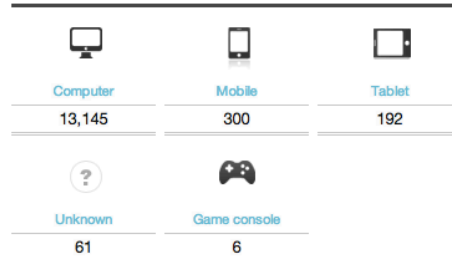 Computer Mobile Tablet
13,145 300 192
?
Unknown Game console
61 6